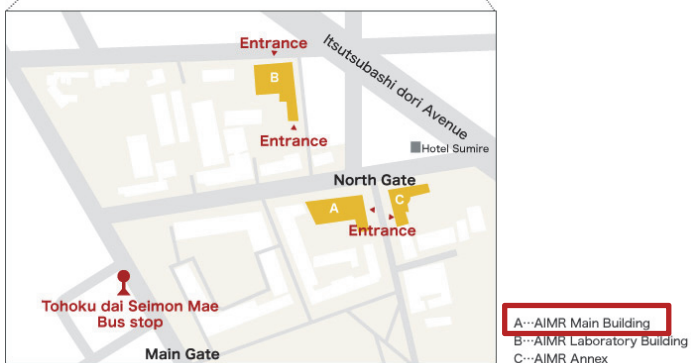 Entrance
Itsutsubashi dori Avenue
B
Entrance
Hotel Sumire
North Gate
A
C
Entrance
Tohoku dai Seimon Mae
Bus stop
Main Gate
A…AIMR Main Building
B…AIMR Laboratory Building
C…AIMR Annex